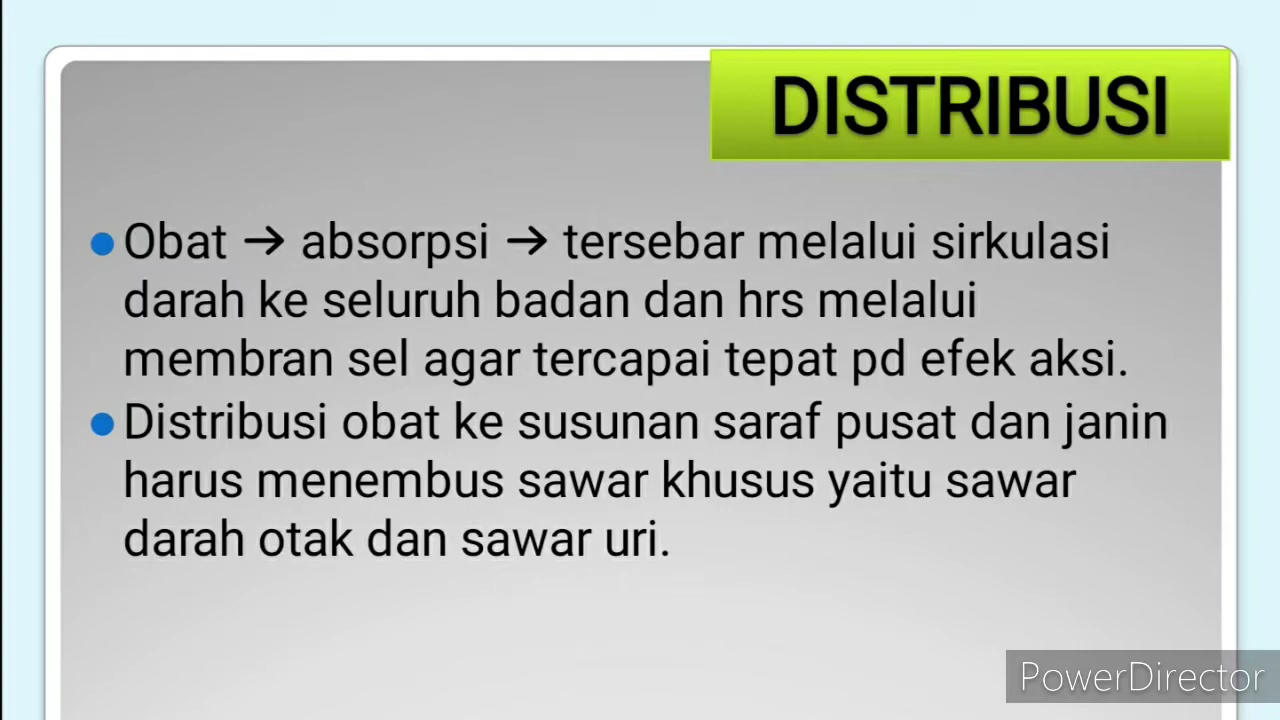 DISTRIBUSI
● Obat → absorpsi → tersebar melalui sirkulasi
darah ke seluruh badan dan hrs melalui
membran sel agar tercapai tepat pd efek aksi.
● Distribusi obat ke susunan saraf pusat dan janin
harus menembus sawar khusus yaitu sawar
darah otak dan sawar uri.
PowerDirector